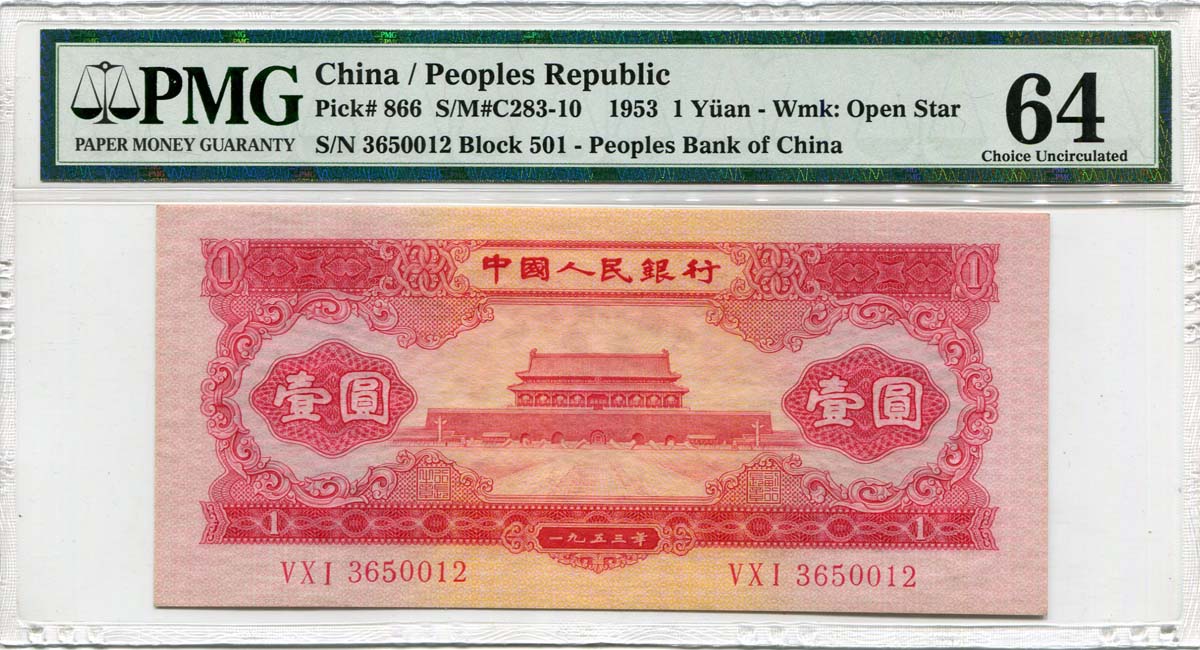 PMG
PAPER MONEY GUARANTY
China / Peoples Republic
Pick# 866 S/M#C283-10 1953 1 Yüan - Wmk: Open Star
S/N 3650012 Block 501 - Peoples Bank of China
64
Choice Uncirculated
1 中國人民銀行 1
壹圓 壹圓
1 一九五三年 1
VXI 3650012 VXI 3650012